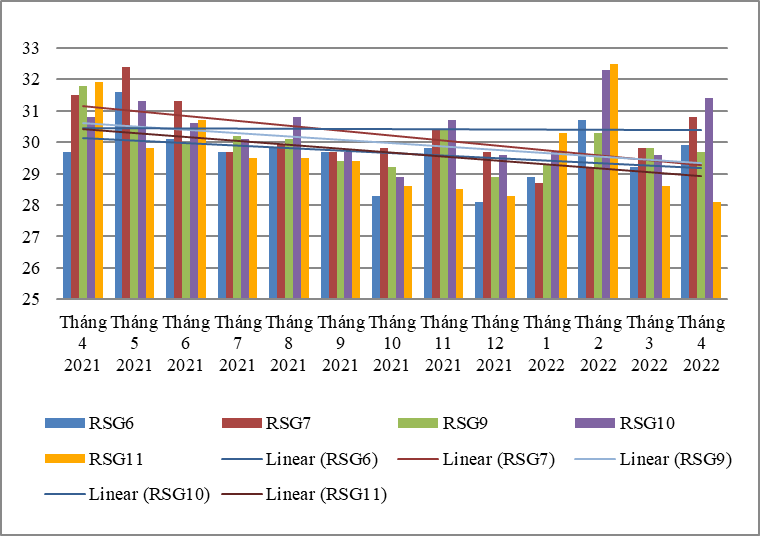 33
32
31
30
29
28
27
26
25
Tháng Tháng Tháng Tháng Tháng Tháng Tháng Tháng Tháng Tháng Tháng Tháng Tháng
4 5 6 7 8 9 10 11 12 1 2 3 4
2021 2021 2021 2021 2021 2021 2021 2021 2021 2022 2022 2022 2022
RSG6 RSG7 RSG9 RSG10
RSG11 Linear (RSG6) Linear (RSG7) Linear (RSG9)
Linear (RSG10) Linear (RSG11)